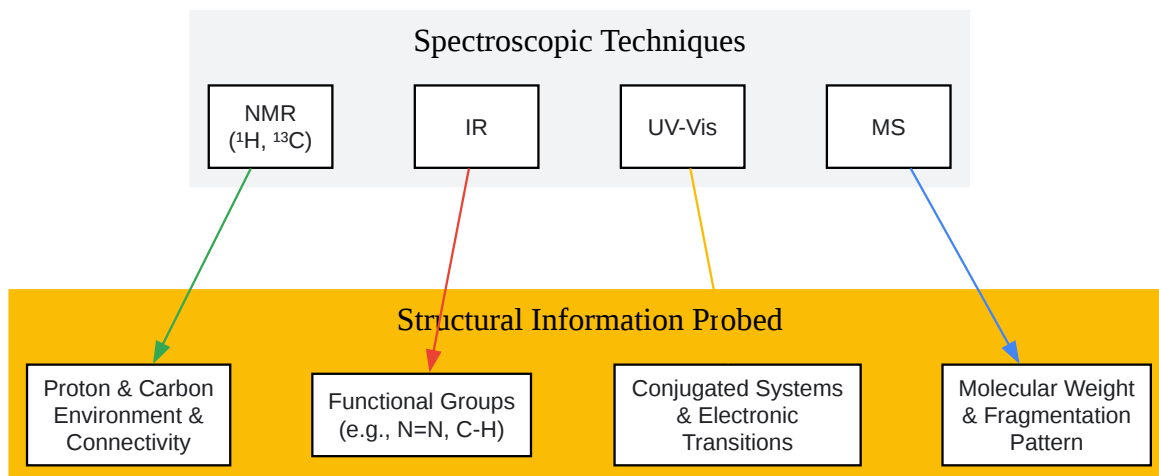 Spectroscopic Techniques
NMR
(¹H, ¹³C)
IR
UV-Vis
MS
Structural Information Probed
Proton & Carbon
Environment &
Connectivity
Functional Groups
(e.g., N=N, C-H)
Conjugated Systems
& Electronic
Transitions
Molecular Weight
& Fragmentation
Pattern